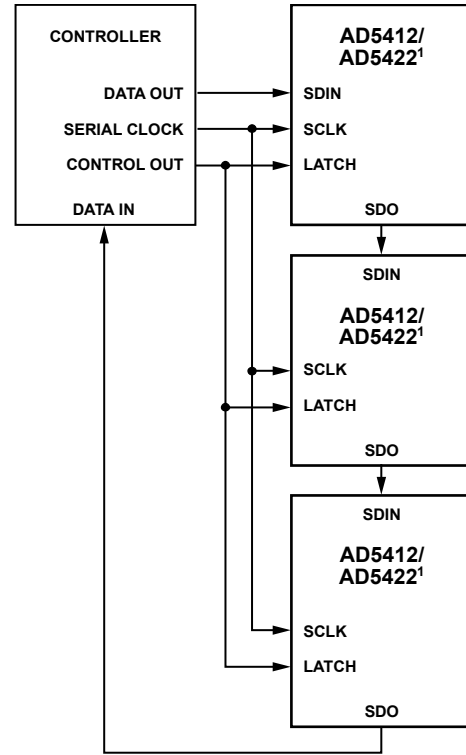 CONTROLLER
DATA OUT
SERIAL CLOCK
CONTROL OUT
DATA IN
AD5412/
AD5422¹
SDIN
SCLK
LATCH
SDO
SDIN
AD5412/
AD5422¹
SCLK
LATCH
SDO
SDIN
AD5412/
AD5422¹
SCLK
LATCH
SDO